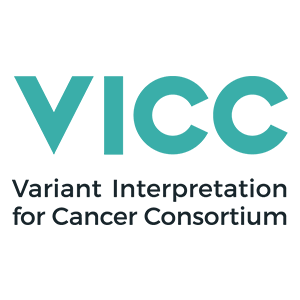 VICC
Variant Interpretation
for Cancer Consortium